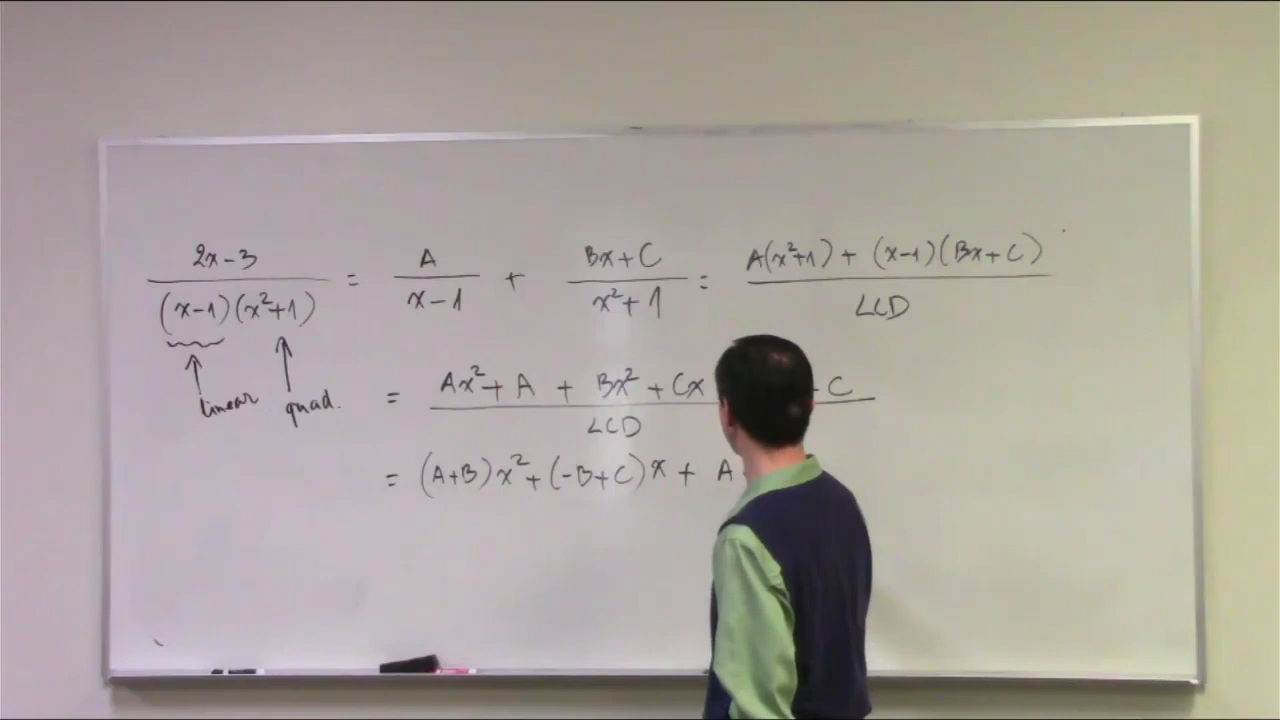 2x-3 / (x-1)(x²+1) = A / x-1 + Bx+C / x²+1 = A(x²+1) + (x-1)(Bx+C) / LCD
linear quad.
= Ax²+A + Bx²+Cx - C / LCD
= (A+B)x²+(-B+C)x + A